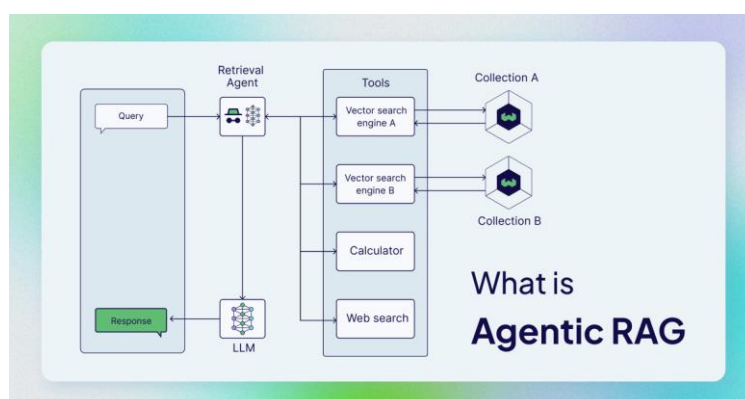 Retrieval
Agent
Tools
Collection A
Query
Vector search
engine A
Vector search
engine B
Collection B
Calculator
What is
Agentic RAG
Response
Web search
LLM